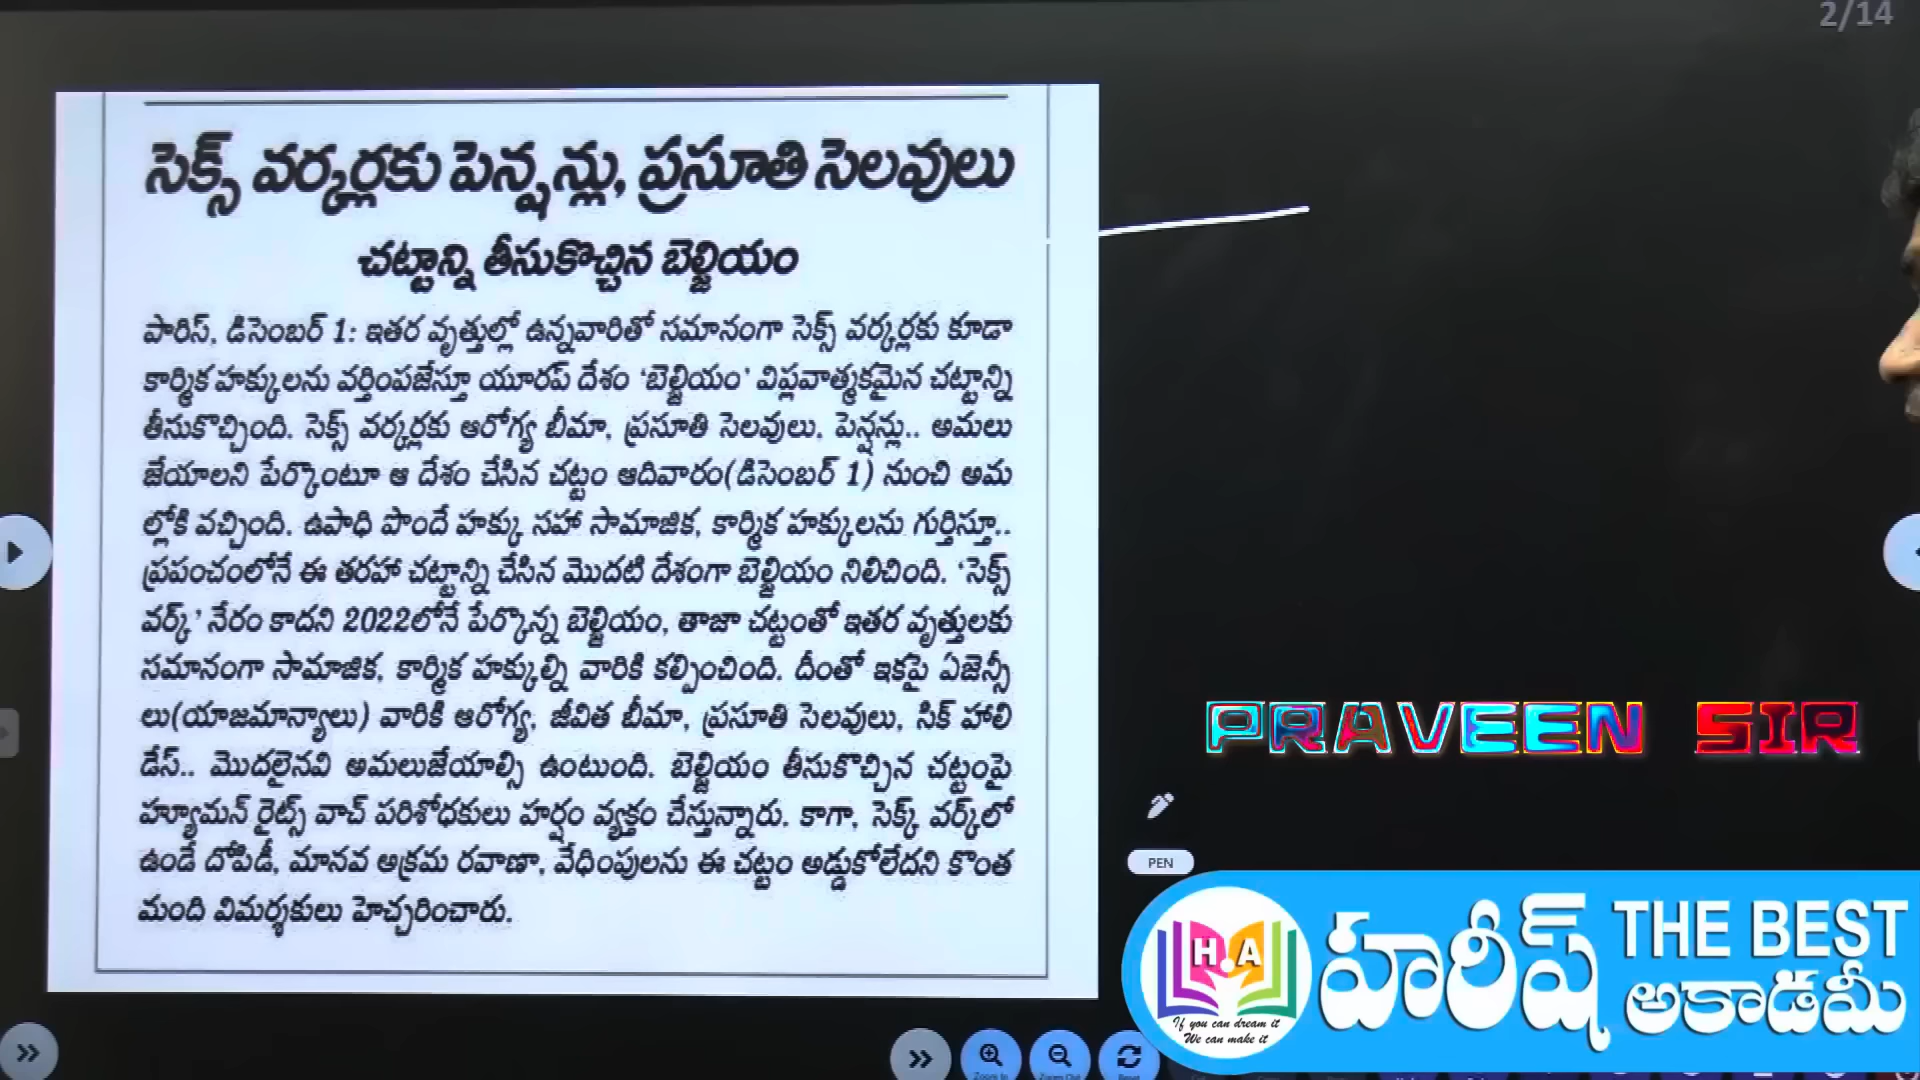 2/14
సెక్స్ వర్కర్లకు పెన్షన్లు, ప్రసూతి సెలవులు
చట్టాన్ని తీసుకొచ్చిన బెల్జియం
పారిస్, డిసెంబర్ 1: ఇతర వృత్తుల్లో ఉన్నవారితో సమానంగా సెక్స్ వర్కర్లకు కూడా
కార్మిక హక్కులను వర్తింపజేస్తూ యూరప్ దేశం ‘బెల్జియం’ విప్లవాత్మకమైన చట్టాన్ని
తీసుకొచ్చింది. సెక్స్ వర్కర్లకు ఆరోగ్య బీమా, ప్రసూతి సెలవులు, పెన్షన్లు.. అమలు
జేయాలని పేర్కొంటూ ఆ దేశం చేసిన చట్టం ఆదివారం(డిసెంబర్ 1) నుంచి అమ
ల్లోకి వచ్చింది. ఉపాధి పొందే హక్కు సహా సామాజిక, కార్మిక హక్కులను గుర్తిస్తూ..
ప్రపంచంలోనే ఈ తరహా చట్టాన్ని చేసిన మొదటి దేశంగా బెల్జియం నిలిచింది. ‘సెక్స్
వర్క్’ నేరం కాదని 2022లోనే పేర్కొన్న బెల్జియం, తాజా చట్టంతో ఇతర వృత్తులకు
సమానంగా సామాజిక, కార్మిక హక్కుల్ని వారికి కల్పించింది. దీంతో ఇకపై ఏజెన్సీ
లు(యాజమాన్యాలు) వారికి ఆరోగ్య, జీవిత బీమా, ప్రసూతి సెలవులు, సిక్ హాలి
డేస్.. మొదలైనవి అమలుజేయాల్సి ఉంటుంది. బెల్జియం తీసుకొచ్చిన చట్టంపై
హ్యూమన్ రైట్స్ వాచ్ పరిశోధకులు హర్షం వ్యక్తం చేస్తున్నారు. కాగా, సెక్స్ వర్క్‌లో
ఉండే దోపిడీ, మానవ అక్రమ రవాణా, వేధింపులను ఈ చట్టం అడ్డుకోలేదని కొంత
మంది విమర్శకులు హెచ్చరించారు.
PRAVEEN SIR
PEN
H.A
If you can dream it
We can make it
హరీష్
THE BEST
అకాడమీ
Zoom In
Zoom Out
Reset